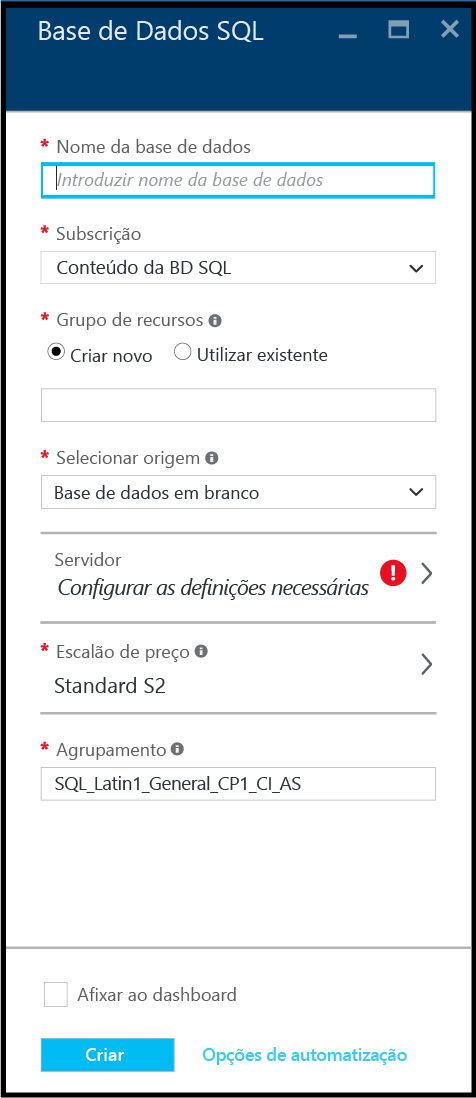 Base de Dados SQL
* Nome da base de dados
Introduzir nome da base de dados
* Subscrição
Conteúdo da BD SQL
* Grupo de recursos
Criar novo Utilizar existente
* Selecionar origem
Base de dados em branco
Servidor
Configurar as definições necessárias
* Escalão de preço
Standard S2
* Agrupamento
SQL_Latin1_General_CP1_CI_AS
Afixar ao dashboard
Criar Opções de automatização